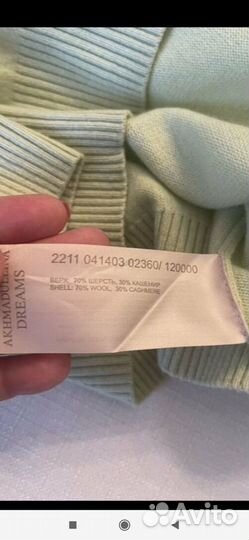 2211 041403 02360/ 120000
ВЕРХ: 70% ШЕРСТЬ, 30% КАШЕМИР
SHELL: 70% WOOL, 30% CASHMERE
AKHMADULLINA
DREAMS
Avito